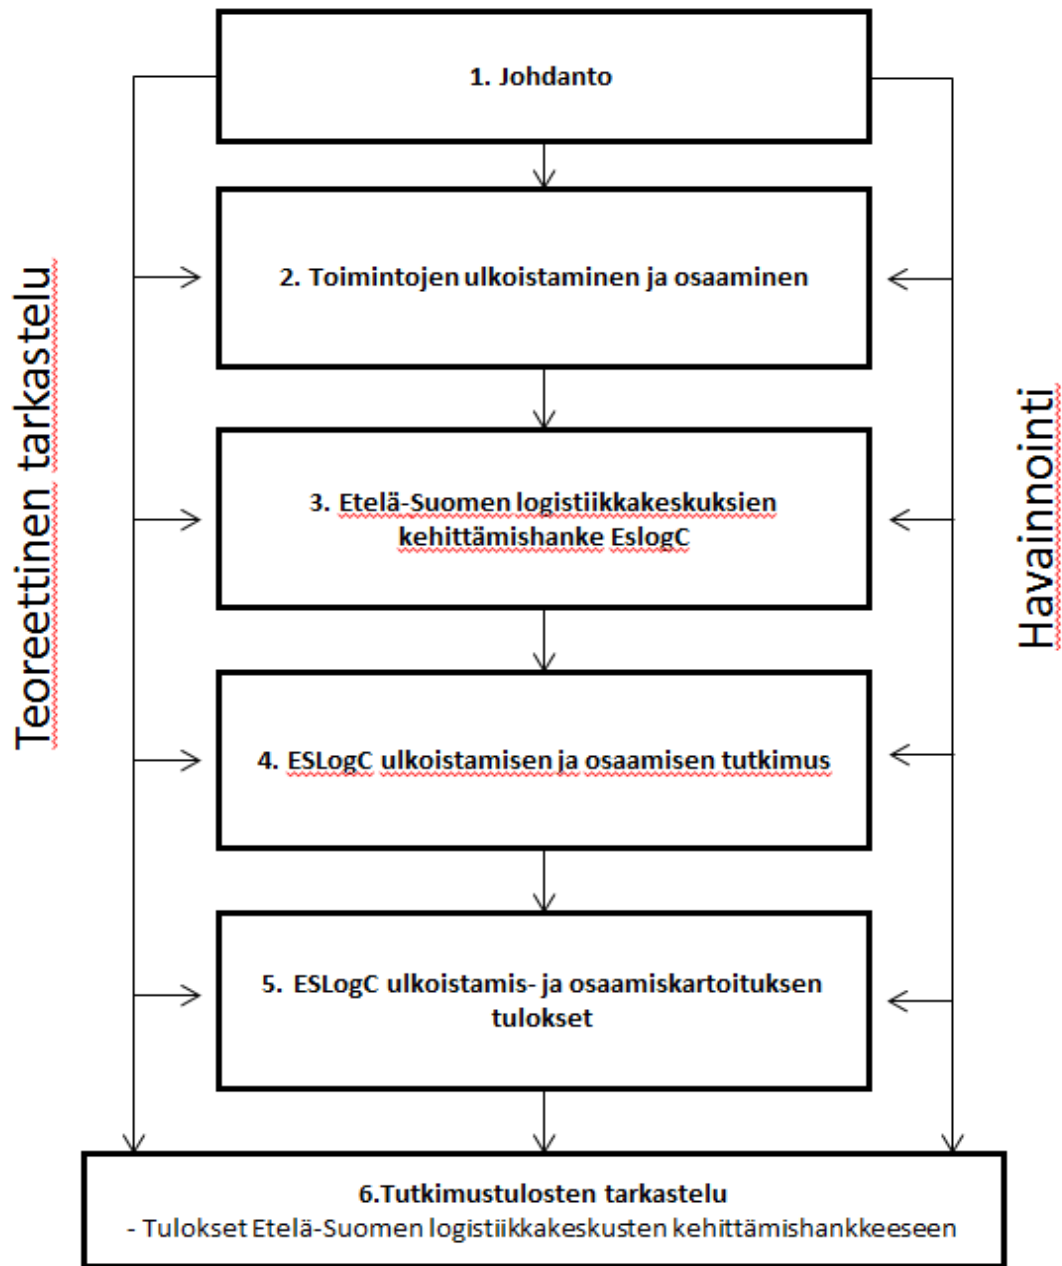 1. Johdanto
2. Toimintojen ulkoistaminen ja osaaminen
3. Etelä-Suomen logistiikkakeskuksien
kehittämishanke EslogC
4. ESLogC ulkoistamisen ja osaamisen tutkimus
5. ESLogC ulkoistamis- ja osaamiskartoituksen
tulokset
6.Tutkimustulosten tarkastelu
- Tulokset Etelä-Suomen logistiikkakeskusten kehittämishankkeeseen
Teoreettinen tarkastelu
Havainnointi